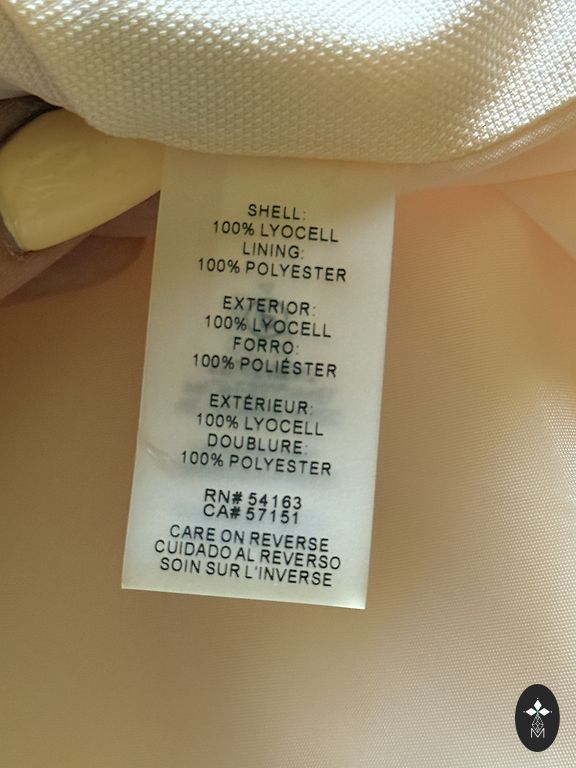 SHELL:
100% LYOCELL
LINING:
100% POLYESTER
EXTERIOR:
100% LYOCELL
FORRO:
100% POLIÉSTER
EXTÉRIEUR:
100% LYOCELL
DOUBLURE:
100% POLYESTER
RN# 54163
CA# 57151
CARE ON REVERSE
CUIDADO AL REVERSO
SOIN SUR L'INVERSE
M